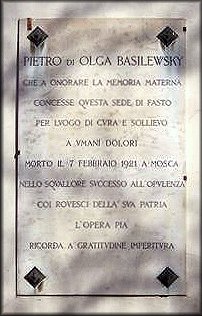 PIETRO DI OLGA BASILEWSKY
CHE A ONORARE LA MEMORIA MATERNA
CONCESSE QVESTA SEDE DI FASTO
PER LVOGO DI CVRA E SOLLIEVO
A VMANI DOLORI
MORTO IL 7 FEBBRAIO 1921 A MOSCA
NELLO SQVALLORE SVCCESSO ALL'OPVLENZA
COI ROVESCI DELLA SVA PATRIA
L'OPERA PIA
RICORDA A GRATITVDINE IMPERITVRA